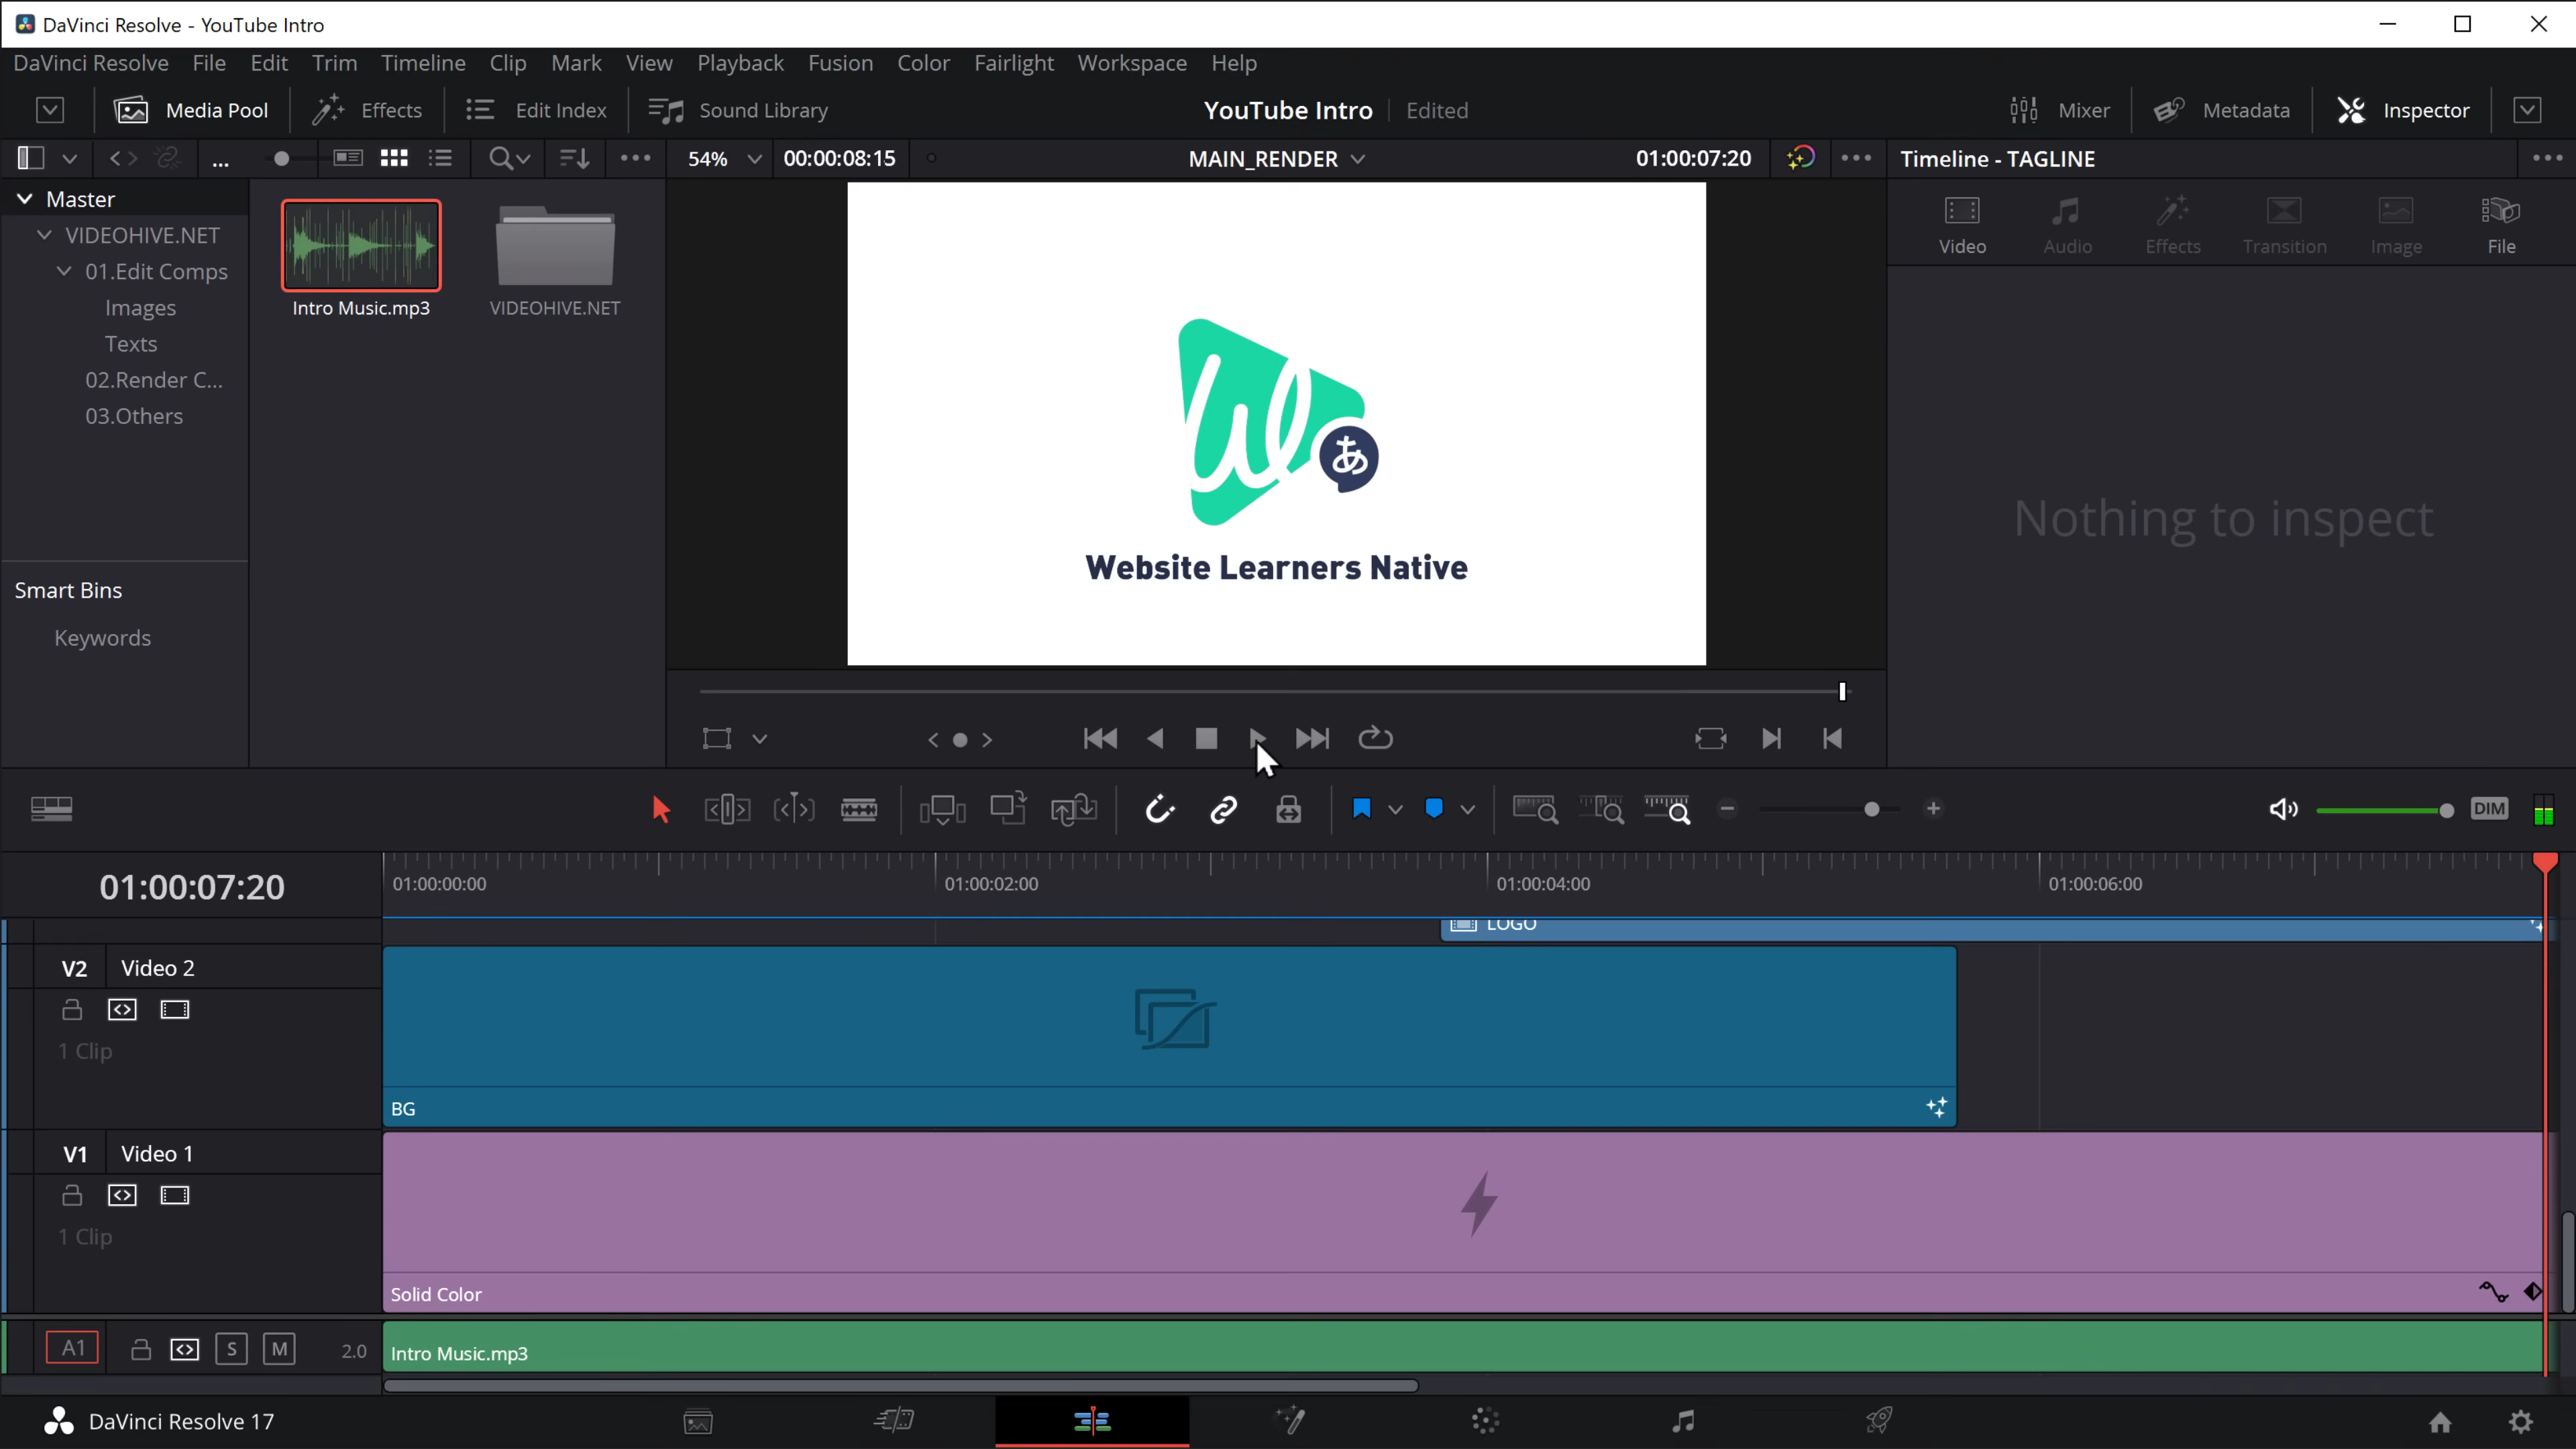 DaVinci Resolve - YouTube Intro
DaVinci Resolve File Edit Trim Timeline Clip Mark View Playback Fusion Color Fairlight Workspace Help
Media Pool Effects Edit Index Sound Library YouTube Intro Edited Mixer Metadata Inspector
... 54% 00:00:08:15 MAIN_RENDER 01:00:07:20 Timeline - TAGLINE
Master
VIDEOHIVE.NET
01.Edit Comps
Images
Texts
02.Render C...
03.Others
Smart Bins
Keywords
Intro Music.mp3 VIDEOHIVE.NET
W あ
Website Learners Native
Video Audio Effects Transition Image File
Nothing to inspect
DIM
01:00:07:20 01:00:00:00 01:00:02:00 01:00:04:00 01:00:06:00
LOGO
V2 Video 2
1 Clip
BG
V1 Video 1
1 Clip
Solid Color
A1 S M 2.0 Intro Music.mp3
DaVinci Resolve 17